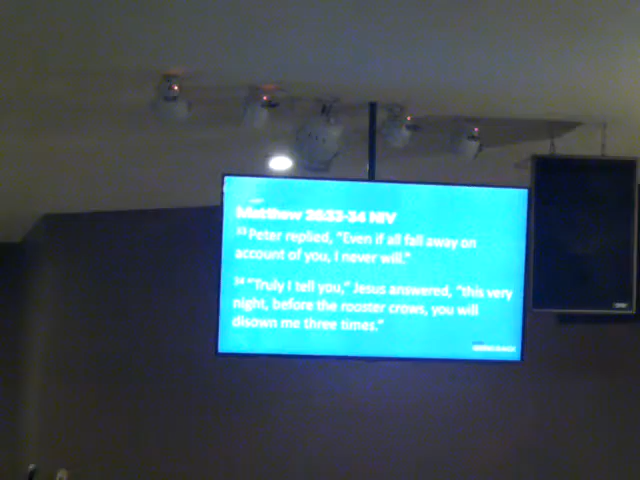 Matthew 26:33-34 NIV
33 Peter replied, "Even if all fall away on
account of you, I never will."
34 "Truly I tell you," Jesus answered, "this very
night, before the rooster crows, you will
disown me three times."